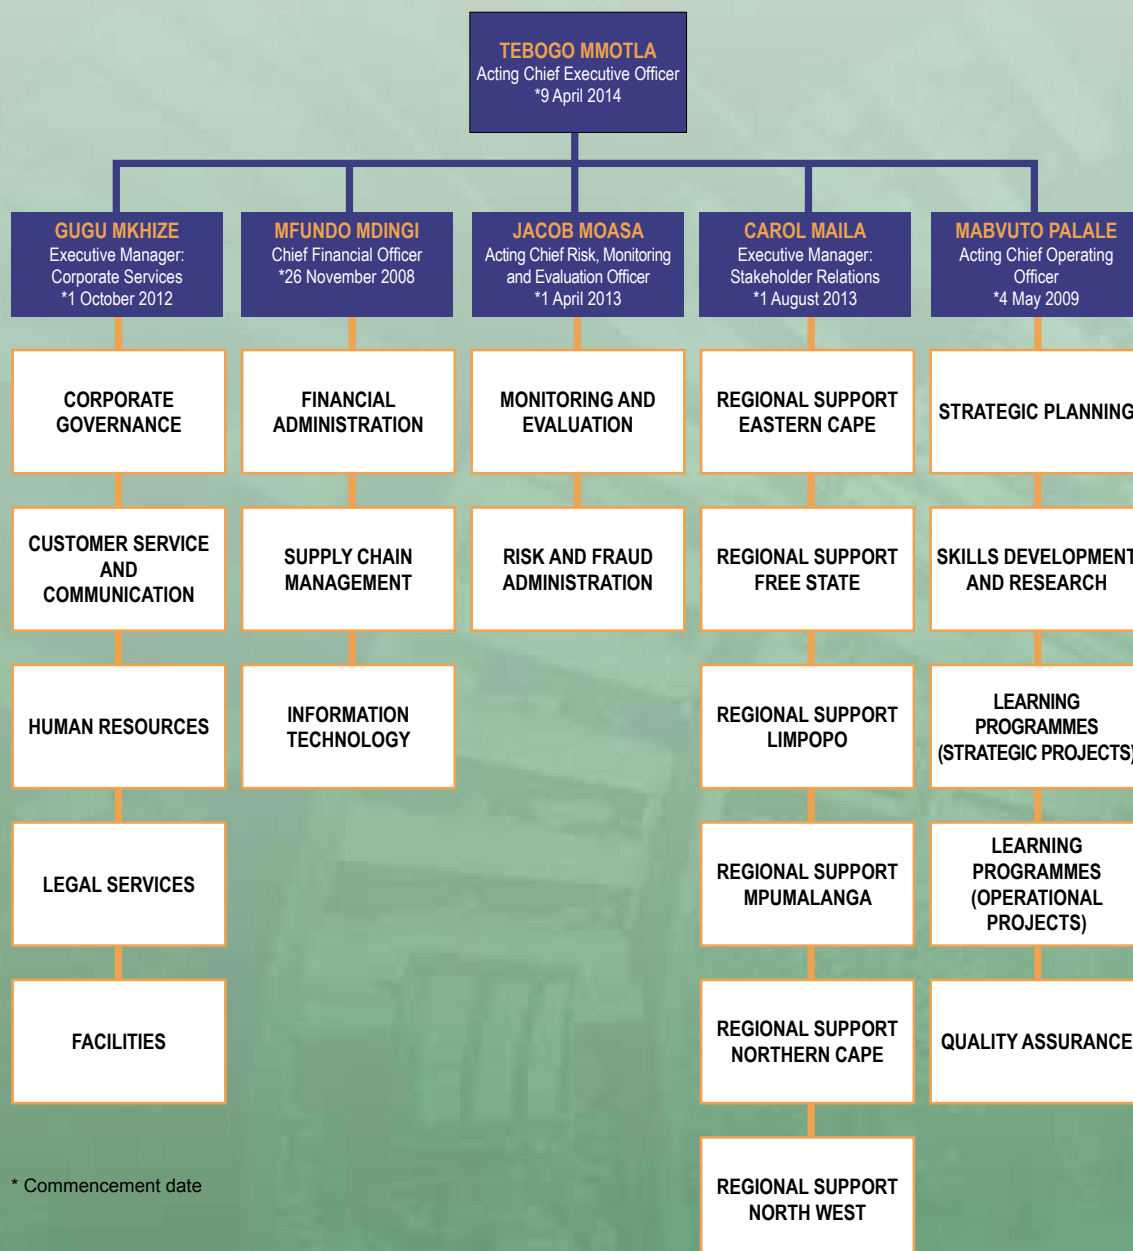 TEBOGO MMOTLA
Acting Chief Executive Officer
*9 April 2014
GUGU MKHIZE
Executive Manager:
Corporate Services
*1 October 2012
MFUNDO MDINGI
Chief Financial Officer
*26 November 2008
JACOB MOASA
Acting Chief Risk, Monitoring
and Evaluation Officer
*1 April 2013
CAROL MAILA
Executive Manager:
Stakeholder Relations
*1 August 2013
MABVUTO PALALE
Acting Chief Operating
Officer
*4 May 2009
CORPORATE
GOVERNANCE
CUSTOMER SERVICE
AND
COMMUNICATION
HUMAN RESOURCES
LEGAL SERVICES
FACILITIES
FINANCIAL
ADMINISTRATION
SUPPLY CHAIN
MANAGEMENT
INFORMATION
TECHNOLOGY
MONITORING AND
EVALUATION
RISK AND FRAUD
ADMINISTRATION
REGIONAL SUPPORT
EASTERN CAPE
REGIONAL SUPPORT
FREE STATE
REGIONAL SUPPORT
LIMPOPO
REGIONAL SUPPORT
MPUMALANGA
REGIONAL SUPPORT
NORTHERN CAPE
REGIONAL SUPPORT
NORTH WEST
STRATEGIC PLANNING
SKILLS DEVELOPMENT
AND RESEARCH
LEARNING
PROGRAMMES
(STRATEGIC PROJECTS)
LEARNING
PROGRAMMES
(OPERATIONAL
PROJECTS)
QUALITY ASSURANCE
* Commencement date